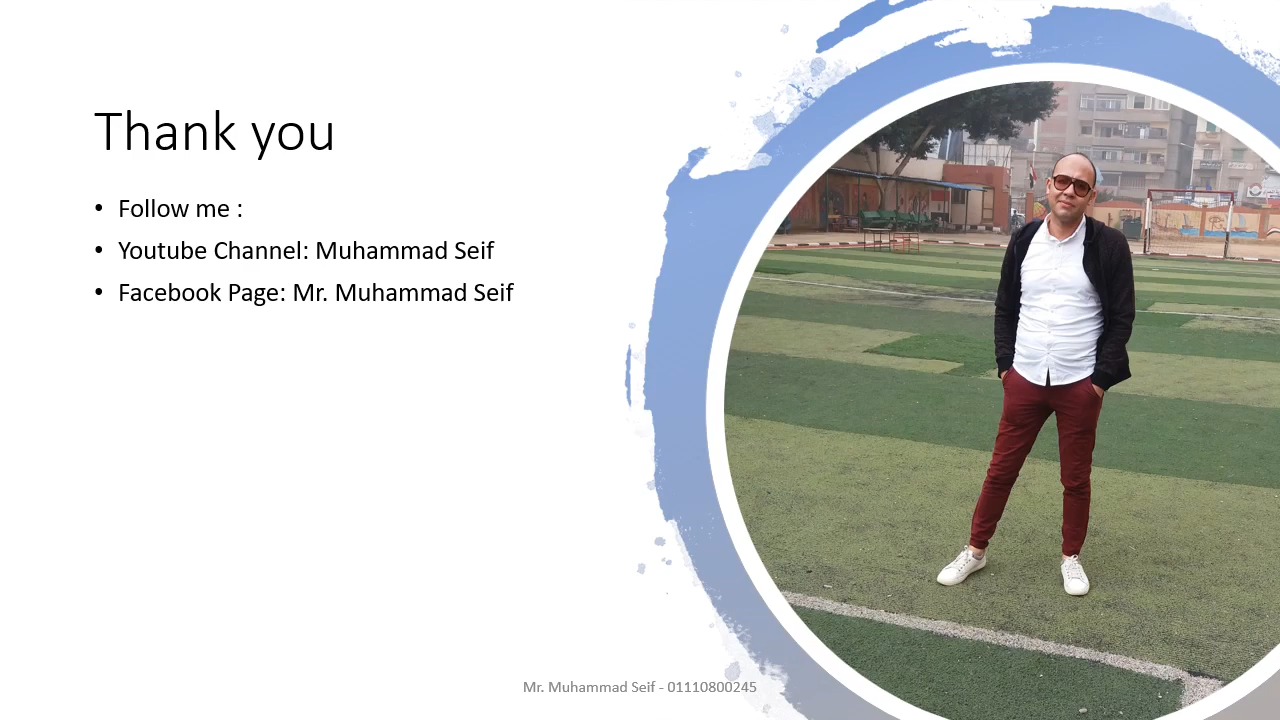 Thank you
• Follow me :
• Youtube Channel: Muhammad Seif
• Facebook Page: Mr. Muhammad Seif
Mr. Muhammad Seif - 01110800245